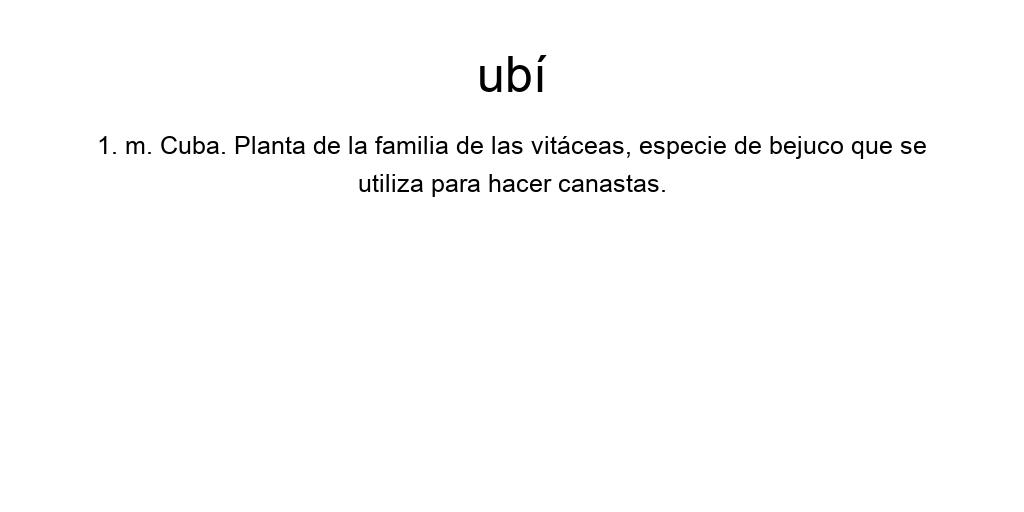 ubí
1. m. Cuba. Planta de la familia de las vitáceas, especie de bejuco que se
utiliza para hacer canastas.